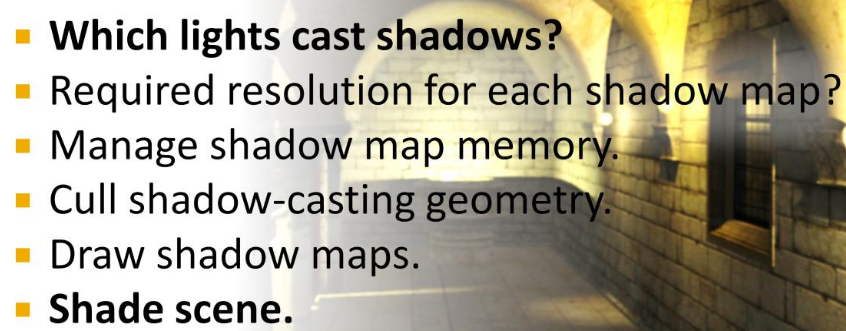 Which lights cast shadows?
Required resolution for each shadow map?
Manage shadow map memory.
Cull shadow-casting geometry.
Draw shadow maps.
Shade scene.